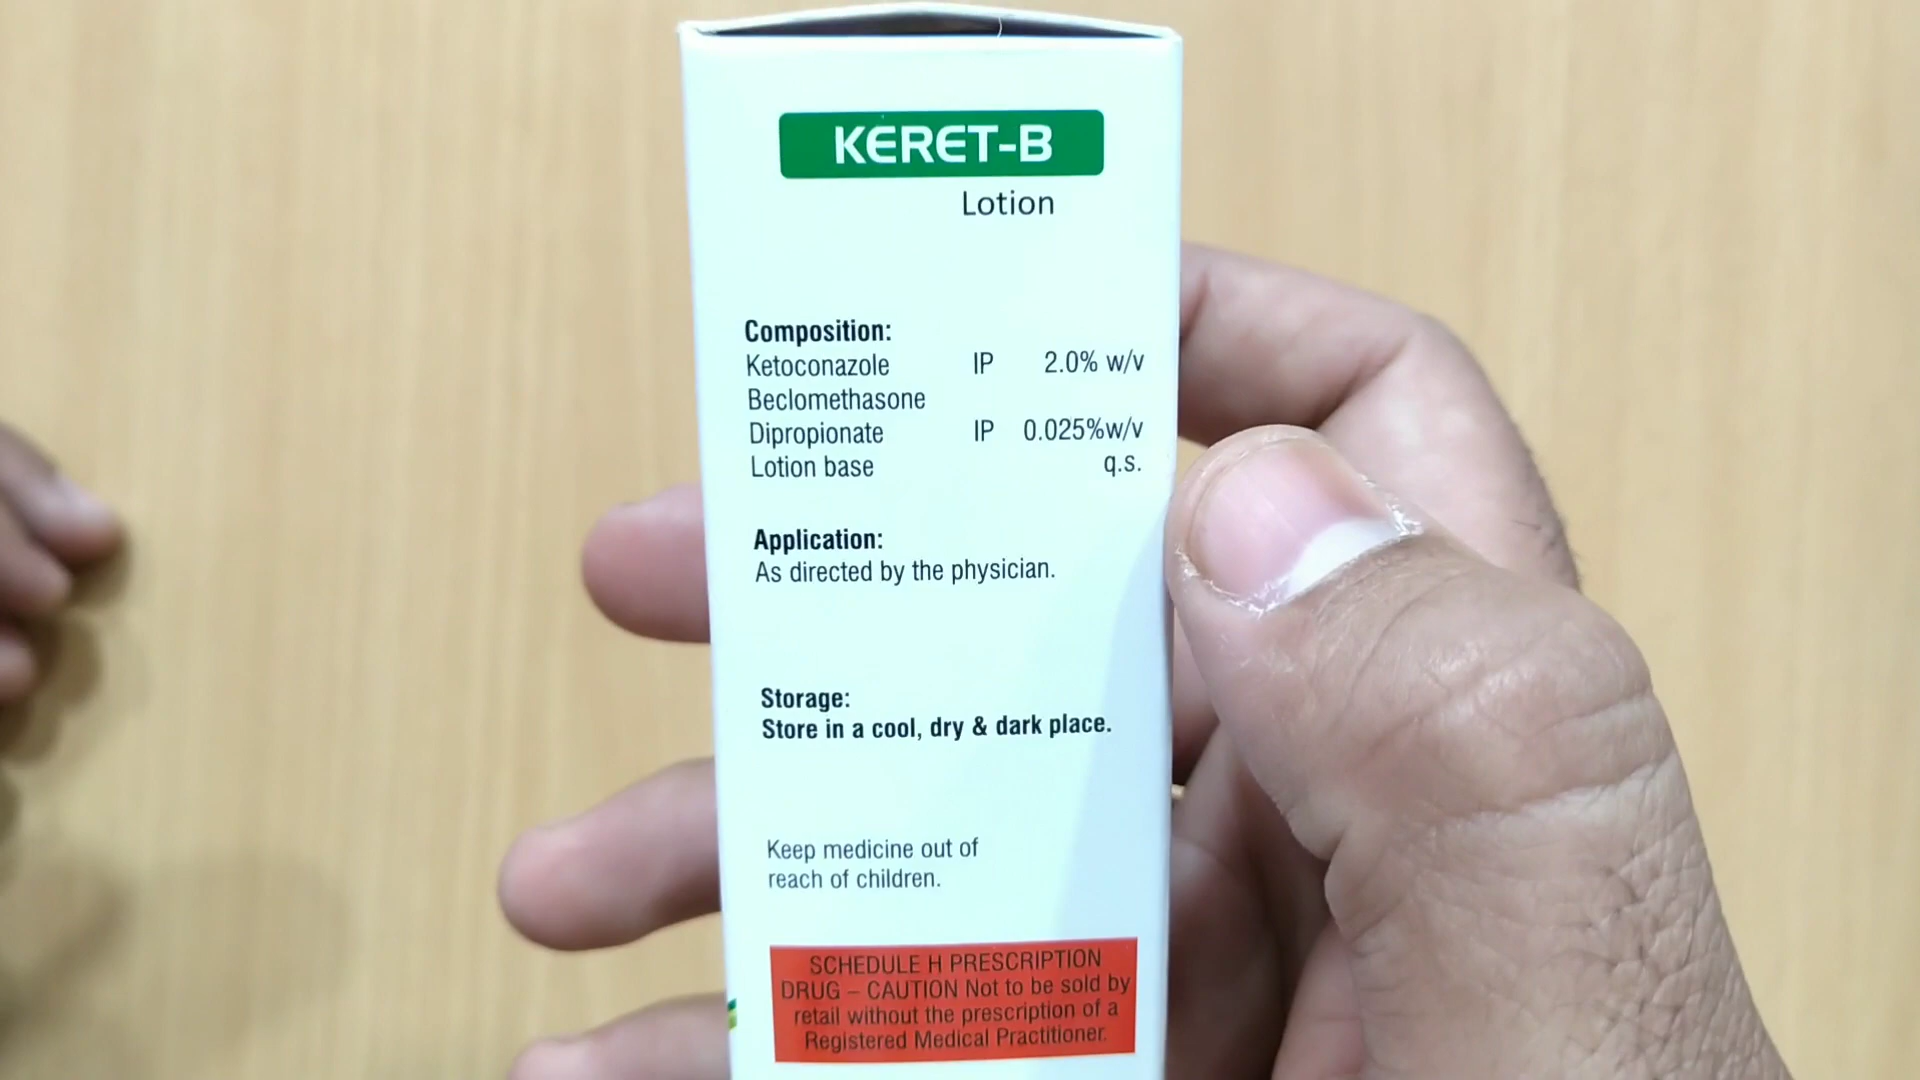 KERET-B
Lotion
Composition:
Ketoconazole IP 2.0% w/v
Beclomethasone
Dipropionate IP 0.025%w/v
Lotion base q.s.
Application:
As directed by the physician.
Storage:
Store in a cool, dry & dark place.
Keep medicine out of
reach of children.
SCHEDULE H PRESCRIPTION
DRUG – CAUTION Not to be sold by
retail without the prescription of a
Registered Medical Practitioner.